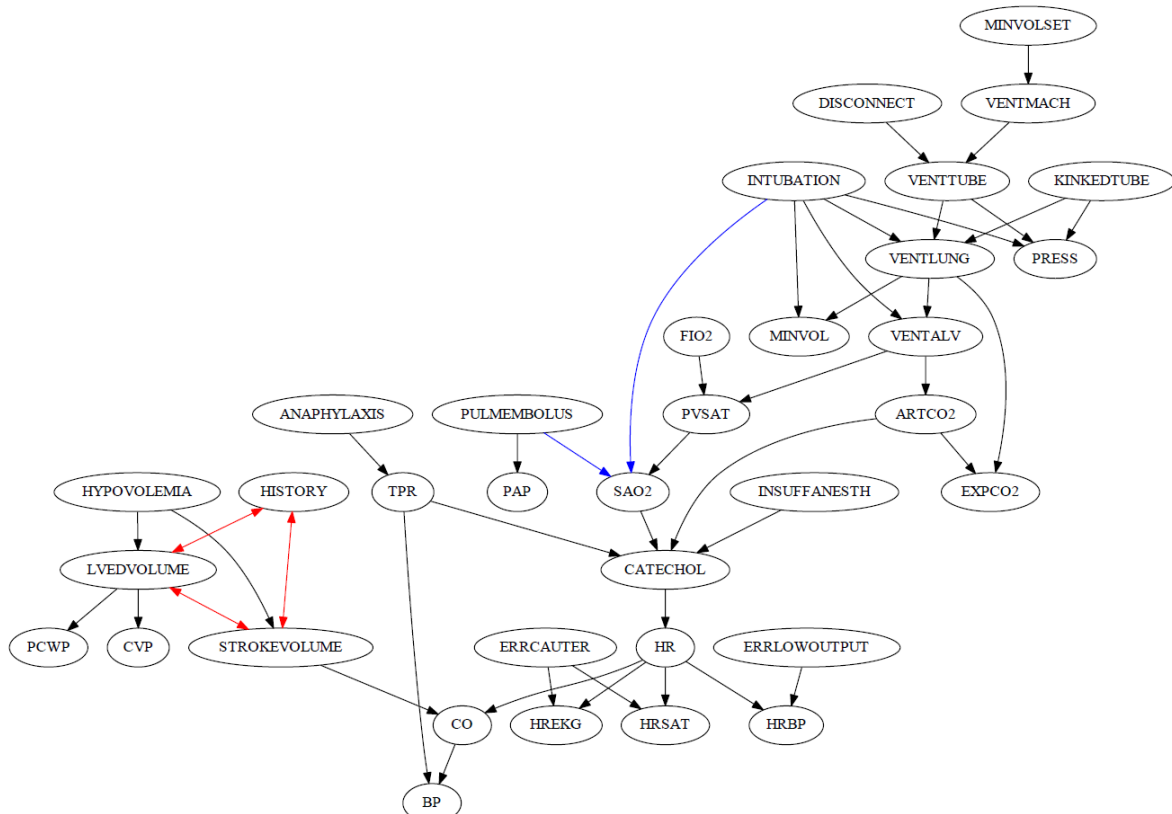 MINVOLSET
DISCONNECT
VENTMACH
INTUBATION
VENTTUBE
KINKEDTUBE
VENTLUNG
PRESS
FIO2
MINVOL
VENTALV
ANAPHYLAXIS
PULMEMBOLUS
PVSAT
ARTCO2
HYPOVOLEMIA
HISTORY
TPR
PAP
SAO2
INSUFFANESTH
EXPCO2
LVEDVOLUME
CATECHOL
PCWP
CVP
STROKEVOLUME
ERRCAUTER
HR
ERRLOWOUTPUT
CO
HREKG
HRSAT
HRBP
BP